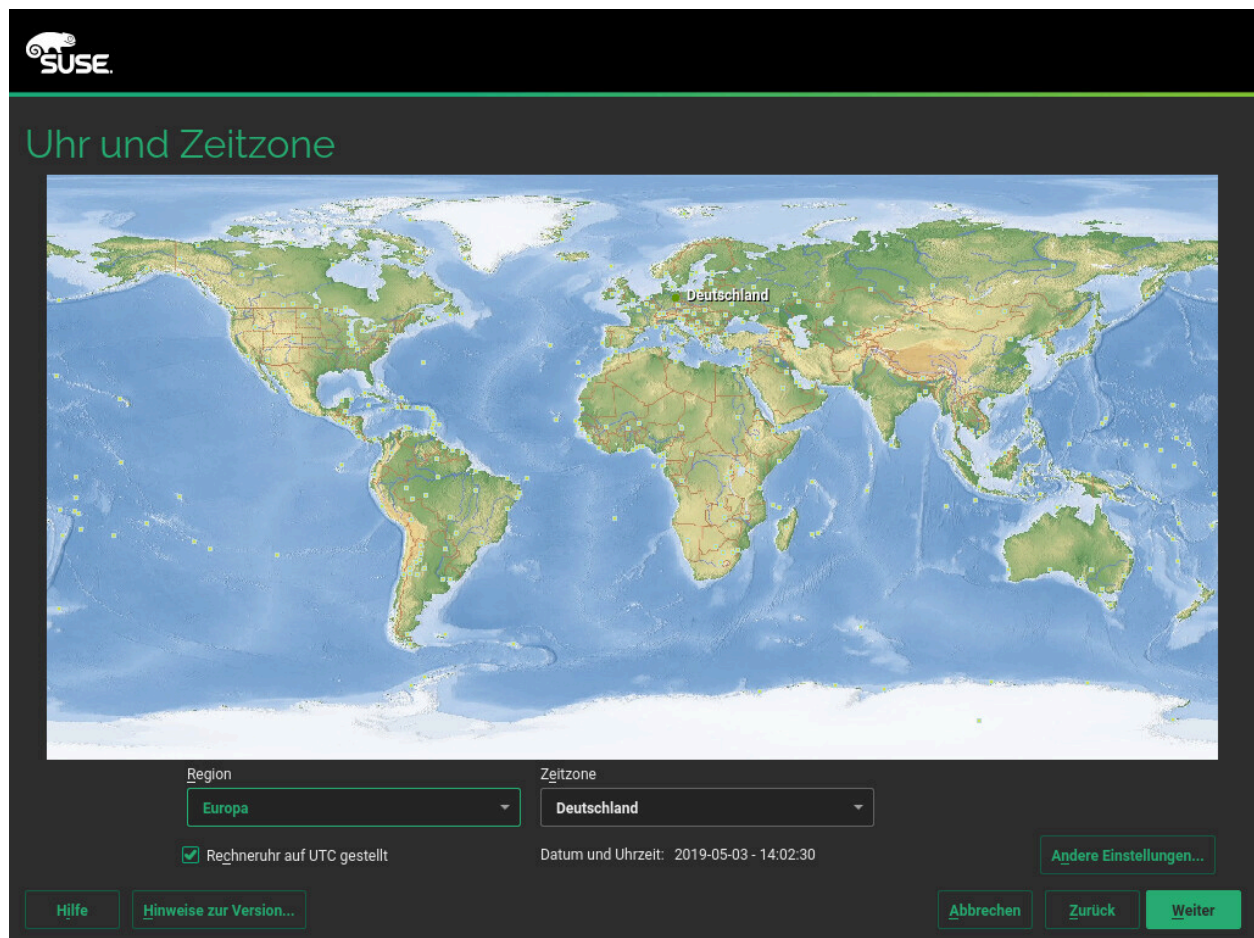 SUSE.
Uhr und Zeitzone
Deutschland
Region
Zeitzone
Europa
Deutschland
Rechneruhr auf UTC gestellt
Datum und Uhrzeit: 2019-05-03 - 14:02:30
Andere Einstellungen...
Hilfe
Hinweise zur Version...
Abbrechen
Zurück
Weiter